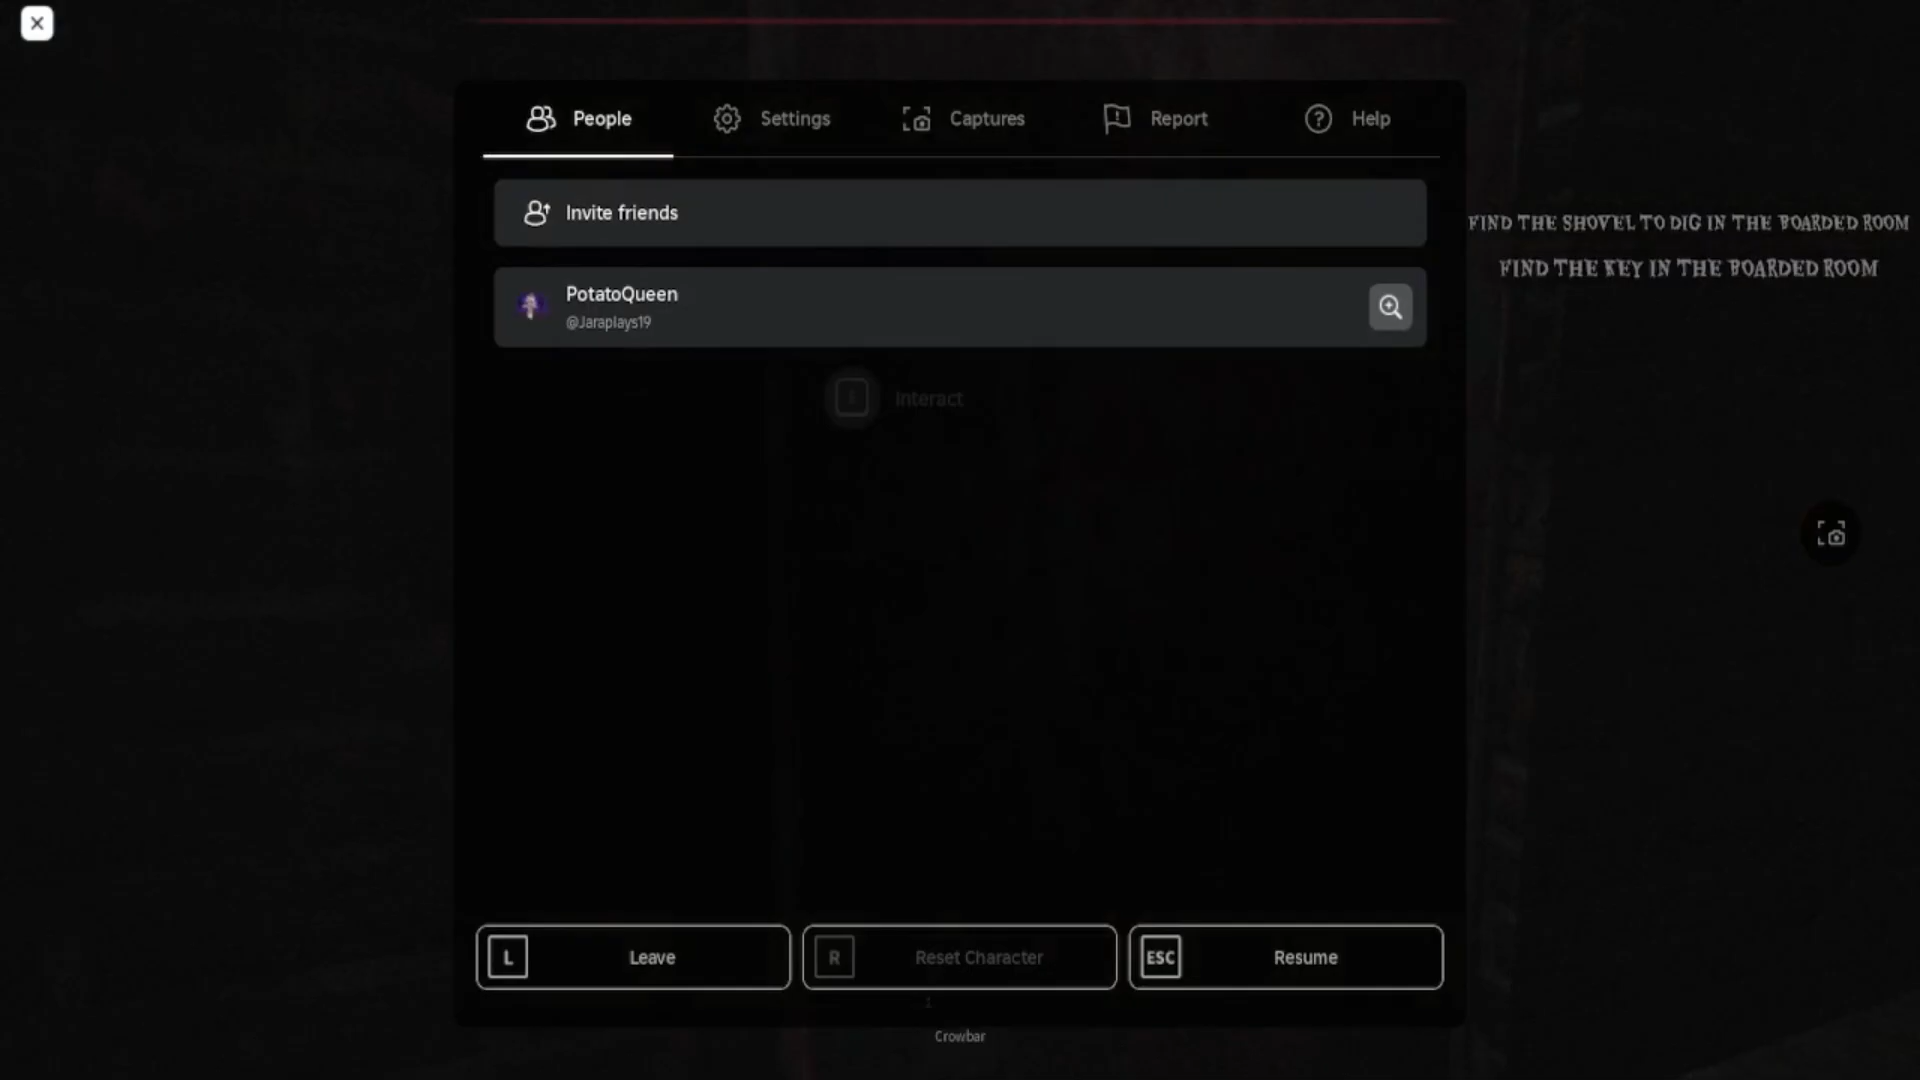 People
Settings
Captures
Report
Help
Invite friends
FIND THE SHOVEL TO DIG IN THE BOARDED ROOM
FIND THE KEY IN THE BOARDED ROOM
PotatoQueen
@Jaraplays19
Interact
L Leave
R Reset Character
ESC Resume
1
Crowbar